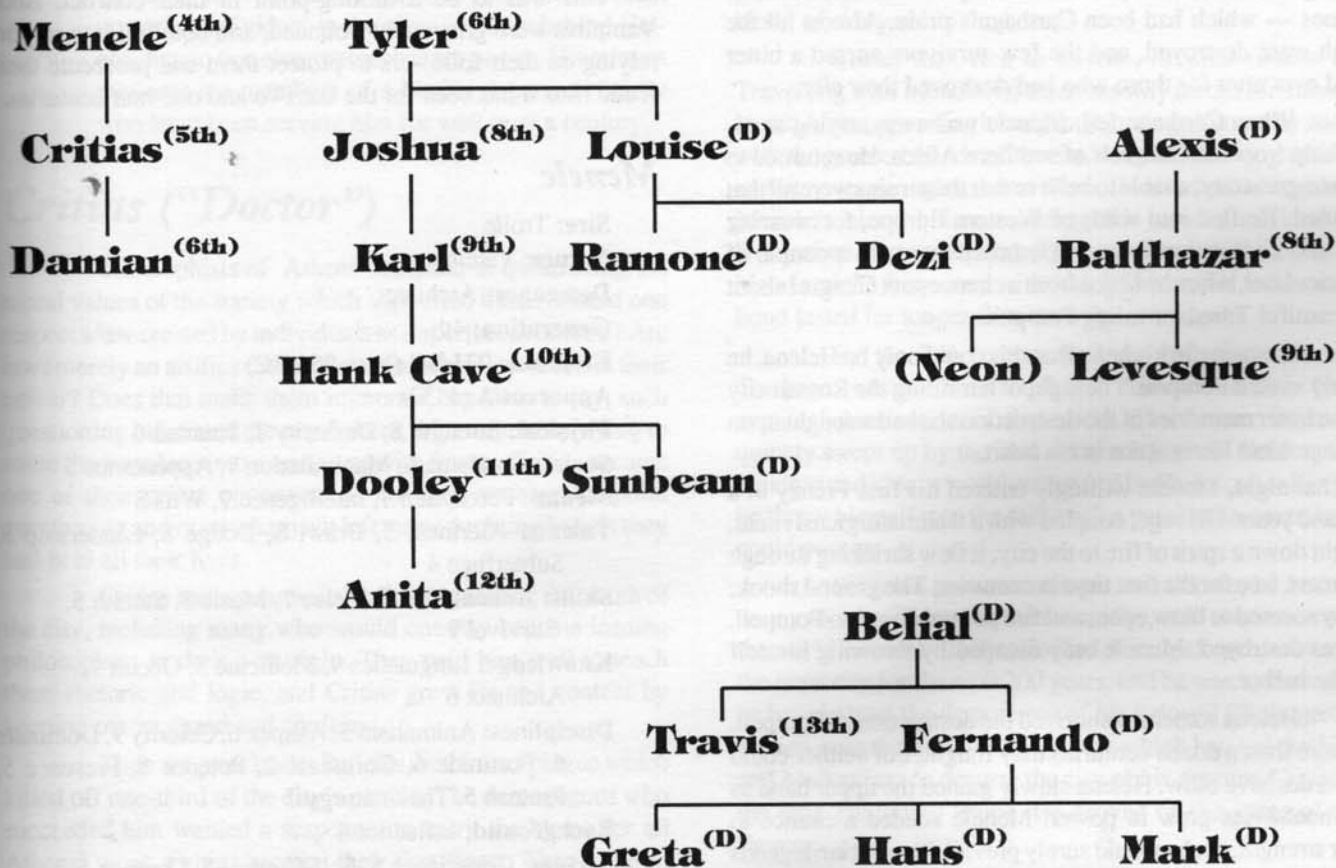 Menele(4th) Tyler(6th)
Critias(5th) Joshua(8th) Louise(D) Alexis(D)
Damian(6th) Karl(9th) Ramone(D) Dezi(D) Balthazar(8th)
Hank Cave(10th) (Neon) Levesque(9th)
Dooley(11th) Sunbeam(D)
Anita(12th)
Belial(D)
Travis(13th) Fernando(D)
Greta(D) Hans(D) Mark(D)